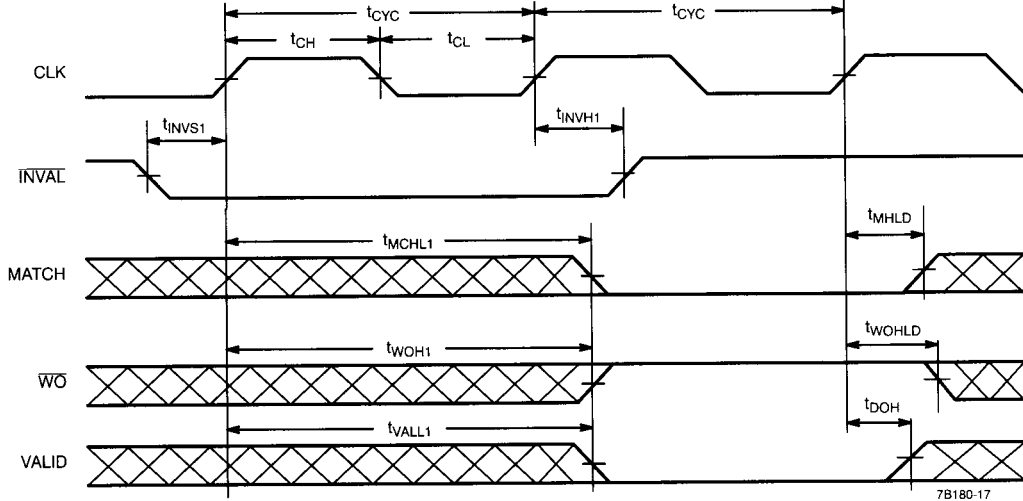 tCYC tCYC
tCH tCL
CLK
tINVS1 tINVH1
INVAL
tMCHL1 tMHLD
MATCH
tWOH1 tWOHLD
WO
tVALL1 tDOH
VALID
7B180-17